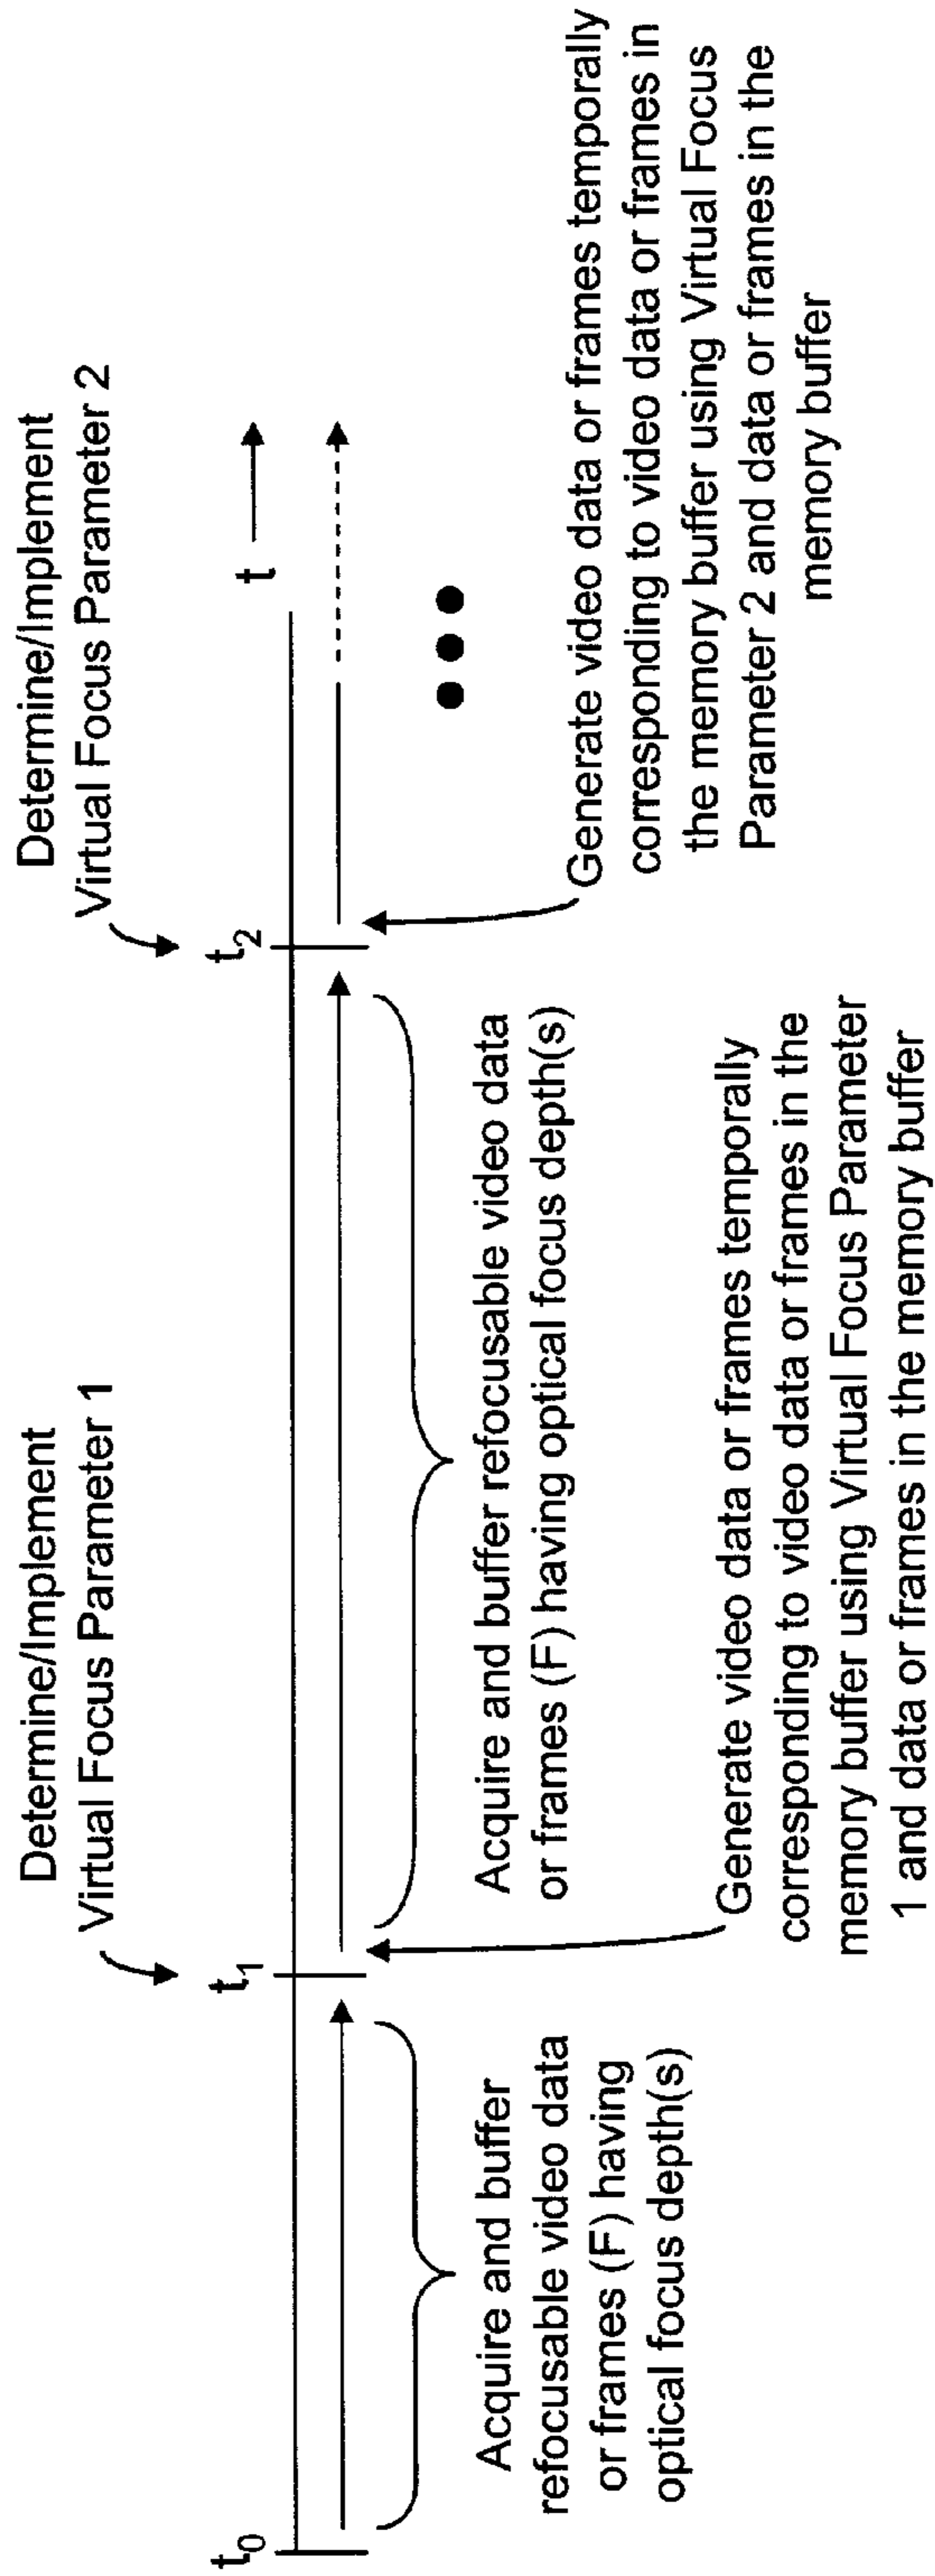 Determine/Implement
Virtual Focus Parameter 1
Determine/Implement
Virtual Focus Parameter 2
t0
t1
t2
t
Acquire and buffer
refocusable video data
or frames (F) having
optical focus depth(s)
Acquire and buffer refocusable video data
or frames (F) having optical focus depth(s)
Generate video data or frames temporally
corresponding to video data or frames in the
memory buffer using Virtual Focus Parameter
1 and data or frames in the memory buffer
Generate video data or frames temporally
corresponding to video data or frames in
the memory buffer using Virtual Focus
Parameter 2 and data or frames in the
memory buffer